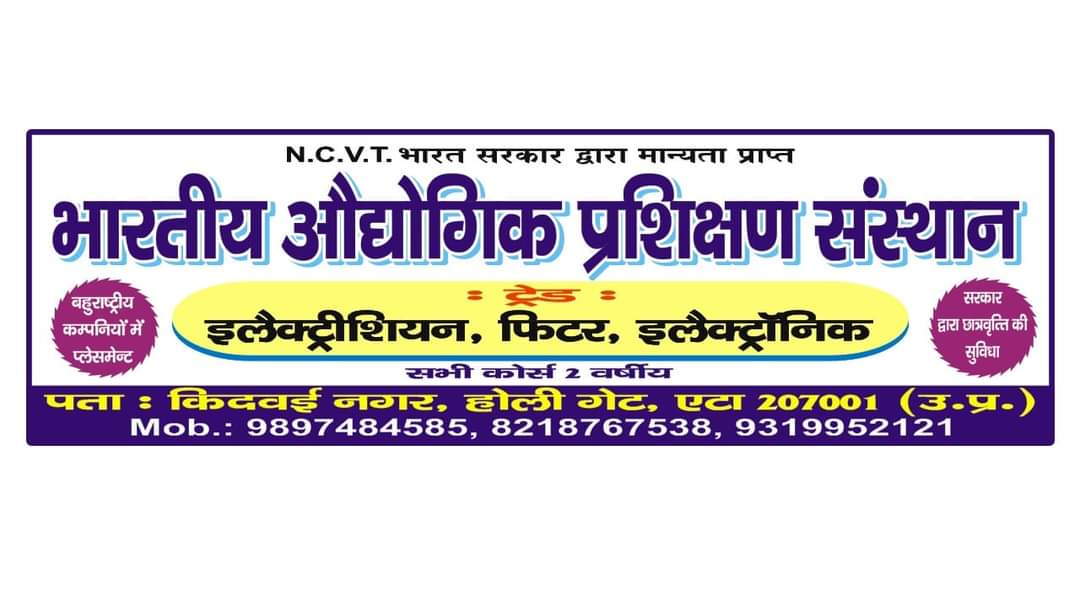 N.C.V.T. भारत सरकार द्वारा मान्यता प्राप्त
भारतीय औद्योगिक प्रशिक्षण संस्थान
बहुराष्ट्रीय
कम्पनियों में
प्लेसमेन्ट
: ट्रेड :
इलैक्ट्रीशियन, फिटर, इलैक्ट्रॉनिक
सरकार
द्वारा छात्रवृत्ति की
सुविधा
सभी कोर्स 2 वर्षीय
पता : किदवई नगर, होली गेट, एटा 207001 (उ.प्र.)
Mob.: 9897484585, 8218767538, 9319952121